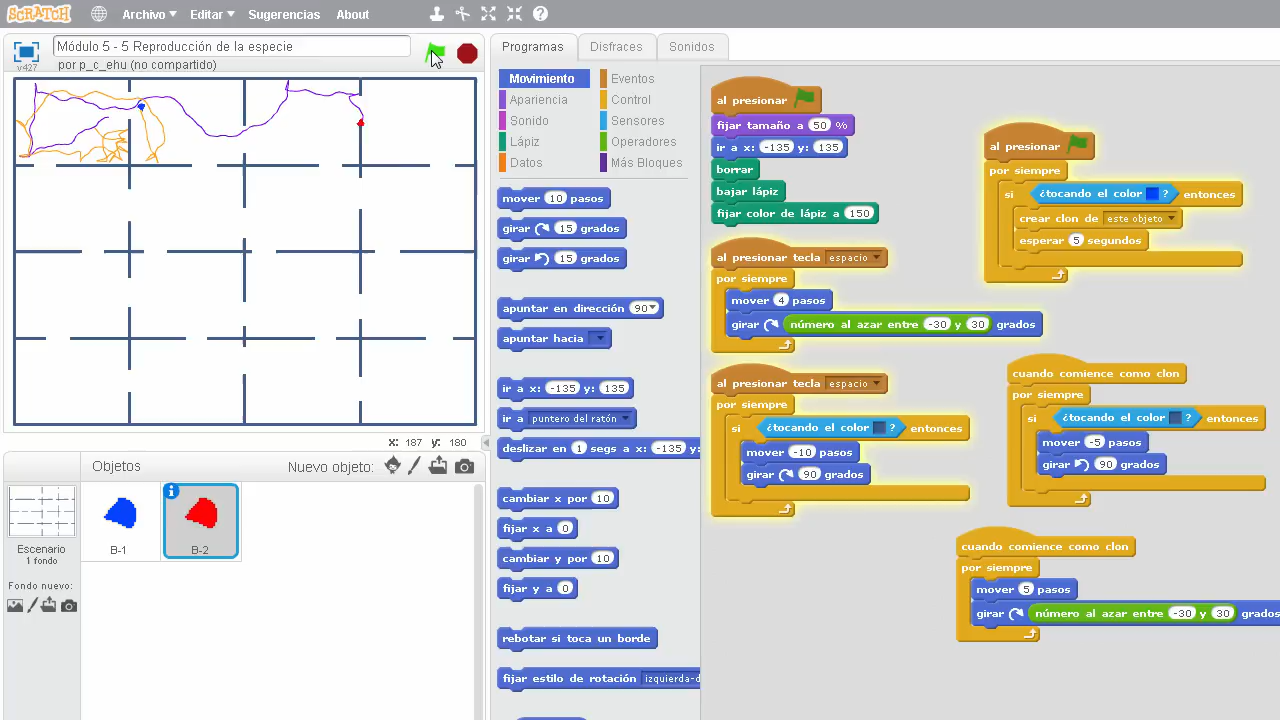 SCRATCH Archivo Editar Sugerencias About
v427 Módulo 5 - 5 Reproducción de la especie
por p_c_ehu (no compartido)
x: 187 y: 180
Objetos Nuevo objeto:
Escenario
1 fondo
Fondo nuevo:
B-1 B-2
Programas Disfraces Sonidos
Movimiento Eventos
Apariencia Control
Sonido Sensores
Lápiz Operadores
Datos Más Bloques
mover 10 pasos
girar 15 grados
girar 15 grados
apuntar en dirección 90
apuntar hacia
ir a x: -135 y: 135
ir a puntero del ratón
deslizar en 1 segs a x: -135 y:
cambiar x por 10
fijar x a 0
cambiar y por 10
fijar y a 0
rebotar si toca un borde
fijar estilo de rotación izquierda-d
al presionar
fijar tamaño a 50 %
ir a x: -135 y: 135
borrar
bajar lápiz
fijar color de lápiz a 150
al presionar tecla espacio
por siempre
mover 4 pasos
girar número al azar entre -30 y 30 grados
al presionar tecla espacio
por siempre
si ¿tocando el color ? entonces
mover -10 pasos
girar 90 grados
al presionar
por siempre
si ¿tocando el color ? entonces
crear clon de este objeto
esperar 5 segundos
cuando comience como clon
por siempre
si ¿tocando el color ? entonces
mover -5 pasos
girar 90 grados
cuando comience como clon
por siempre
mover 5 pasos
girar número al azar entre -30 y 30 grados